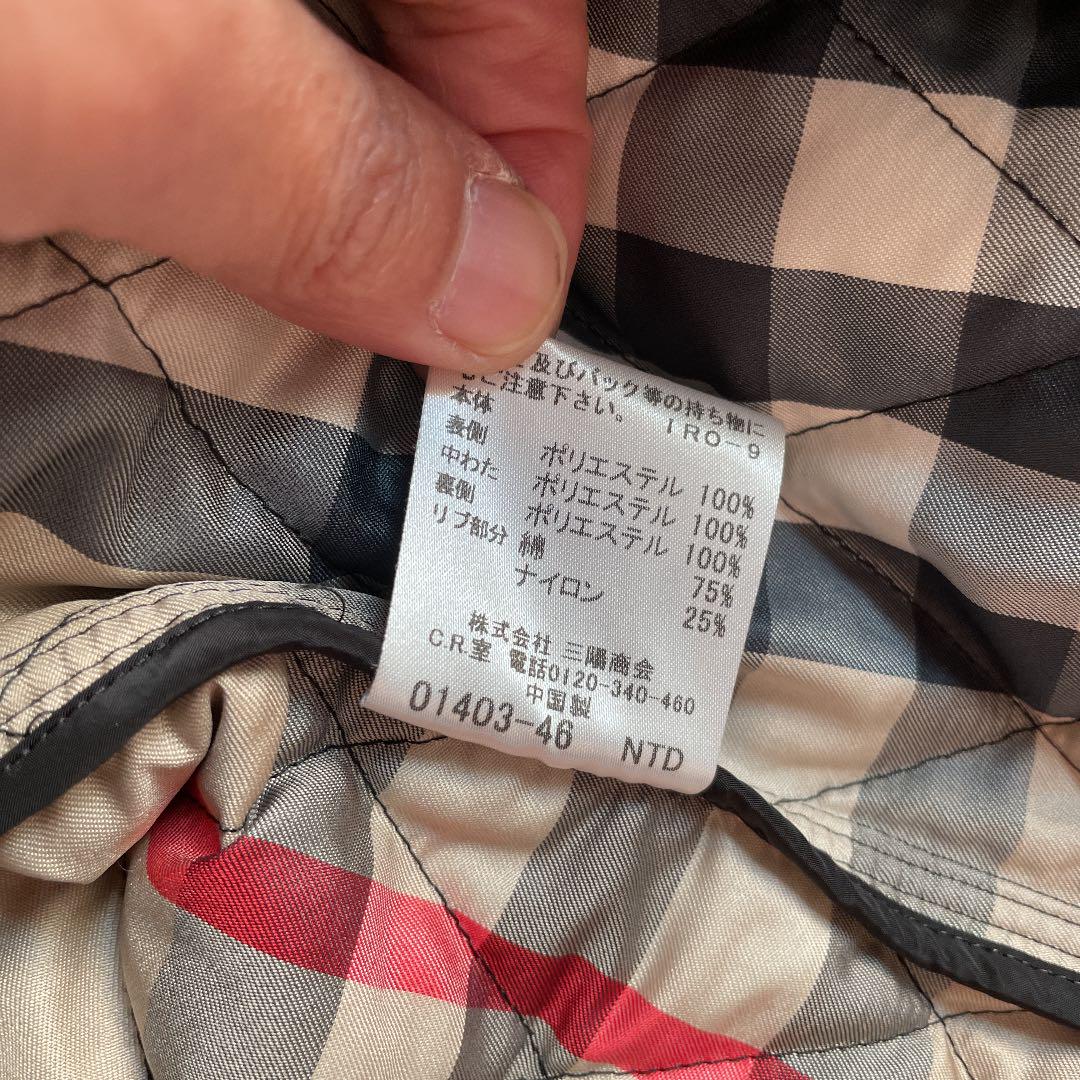 及びバック等の持ち物に
ご注意下さい。 IRO-9
本体
表側 ポリエステル 100%
中わた ポリエステル 100%
裏側 ポリエステル 100%
リブ部分 綿 75%
ナイロン 25%
株式会社 三陽商会
C.R.室 電話0120-340-460
中国製
01403-46 NTD